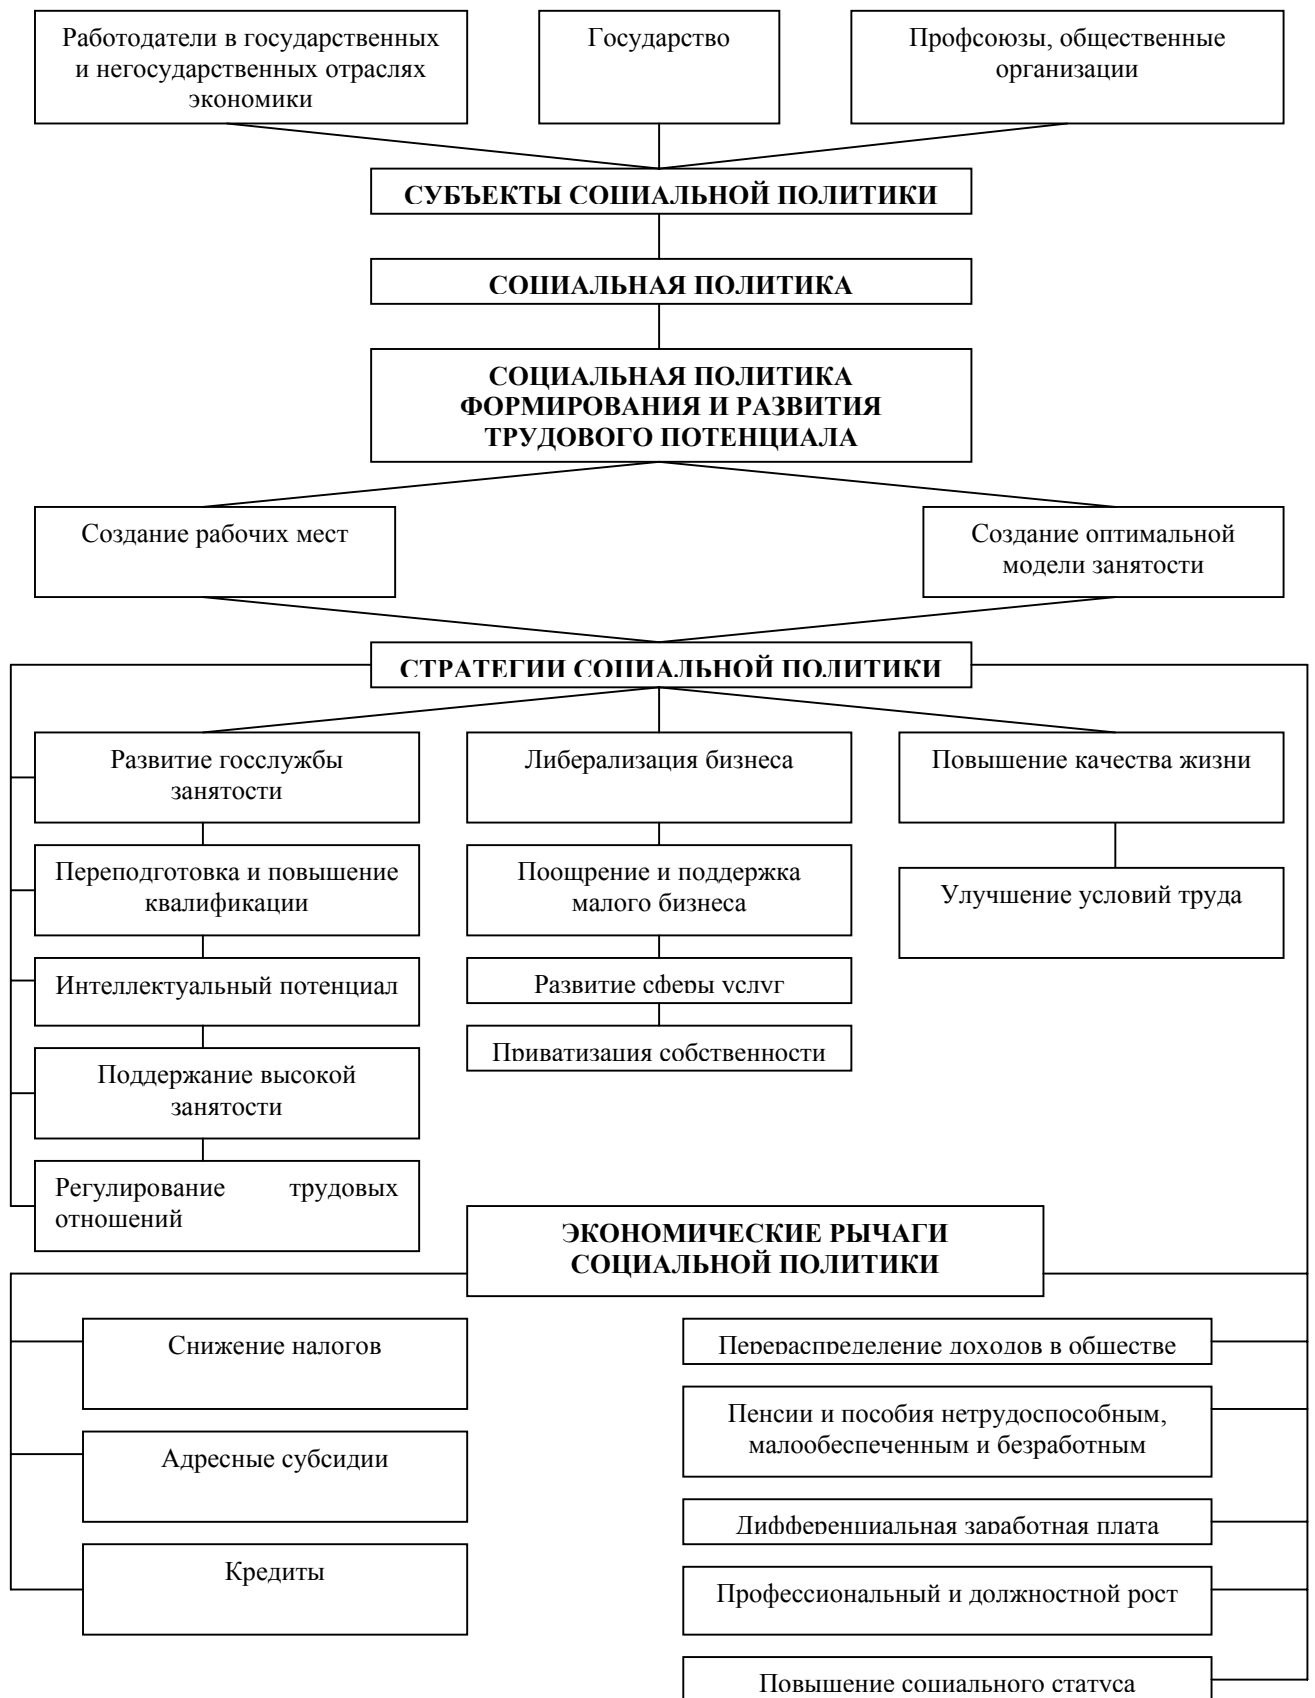 Работодатели в государственных
и негосударственных отраслях
экономики
Государство
Профсоюзы, общественные
организации
СУБЪЕКТЫ СОЦИАЛЬНОЙ ПОЛИТИКИ
СОЦИАЛЬНАЯ ПОЛИТИКА
СОЦИАЛЬНАЯ ПОЛИТИКА
ФОРМИРОВАНИЯ И РАЗВИТИЯ
ТРУДОВОГО ПОТЕНЦИАЛА
Создание рабочих мест
Создание оптимальной
модели занятости
СТРАТЕГИИ СОЦИАЛЬНОЙ ПОЛИТИКИ
Развитие госслужбы
занятости
Переподготовка и повышение
квалификации
Интеллектуальный потенциал
Поддержание высокой
занятости
Регулирование трудовых
отношений
Либерализация бизнеса
Поощрение и поддержка
малого бизнеса
Развитие сферы услуг
Приватизация собственности
Повышение качества жизни
Улучшение условий труда
ЭКОНОМИЧЕСКИЕ РЫЧАГИ
СОЦИАЛЬНОЙ ПОЛИТИКИ
Снижение налогов
Адресные субсидии
Кредиты
Перераспределение доходов в обществе
Пенсии и пособия нетрудоспособным,
малообеспеченным и безработным
Дифференциальная заработная плата
Профессиональный и должностной рост
Повышение социального статуса